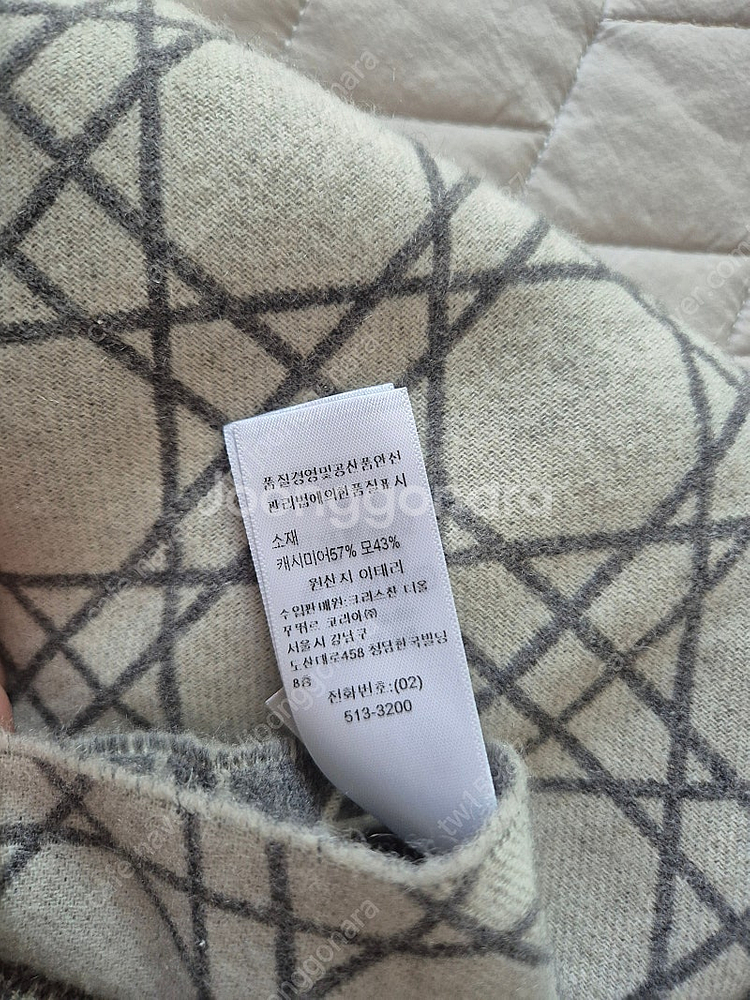 품질경영및공산품안전
관리법에의한품질표시
소재
캐시미어57% 모43%
원산지 이태리
수입판매원:크리스챤 디올
꾸뛰르 코리아㈜
서울시 강남구
도산대로458 청담한국빌딩
8층
전화번호:(02)
513-3200
Joonggonara